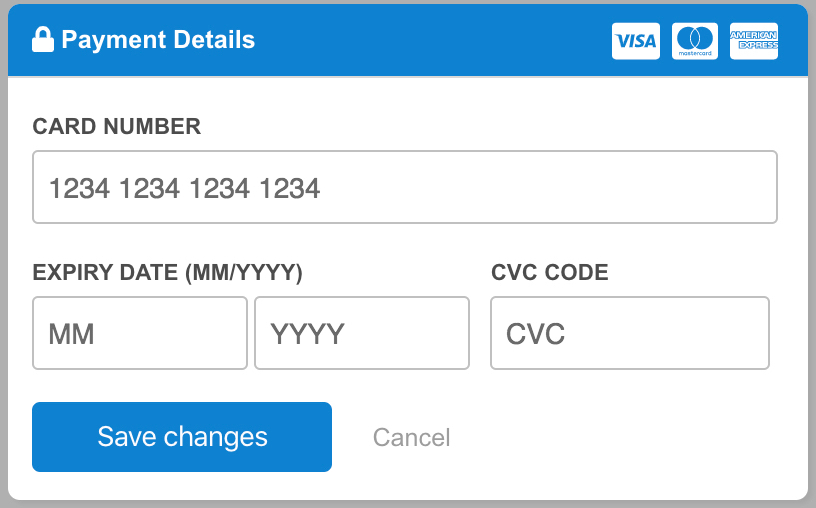 Payment Details
VISA
mastercard
AMERICAN
EXPRESS
CARD NUMBER
1234 1234 1234 1234
EXPIRY DATE (MM/YYYY)
CVC CODE
MM
YYYY
CVC
Save changes
Cancel